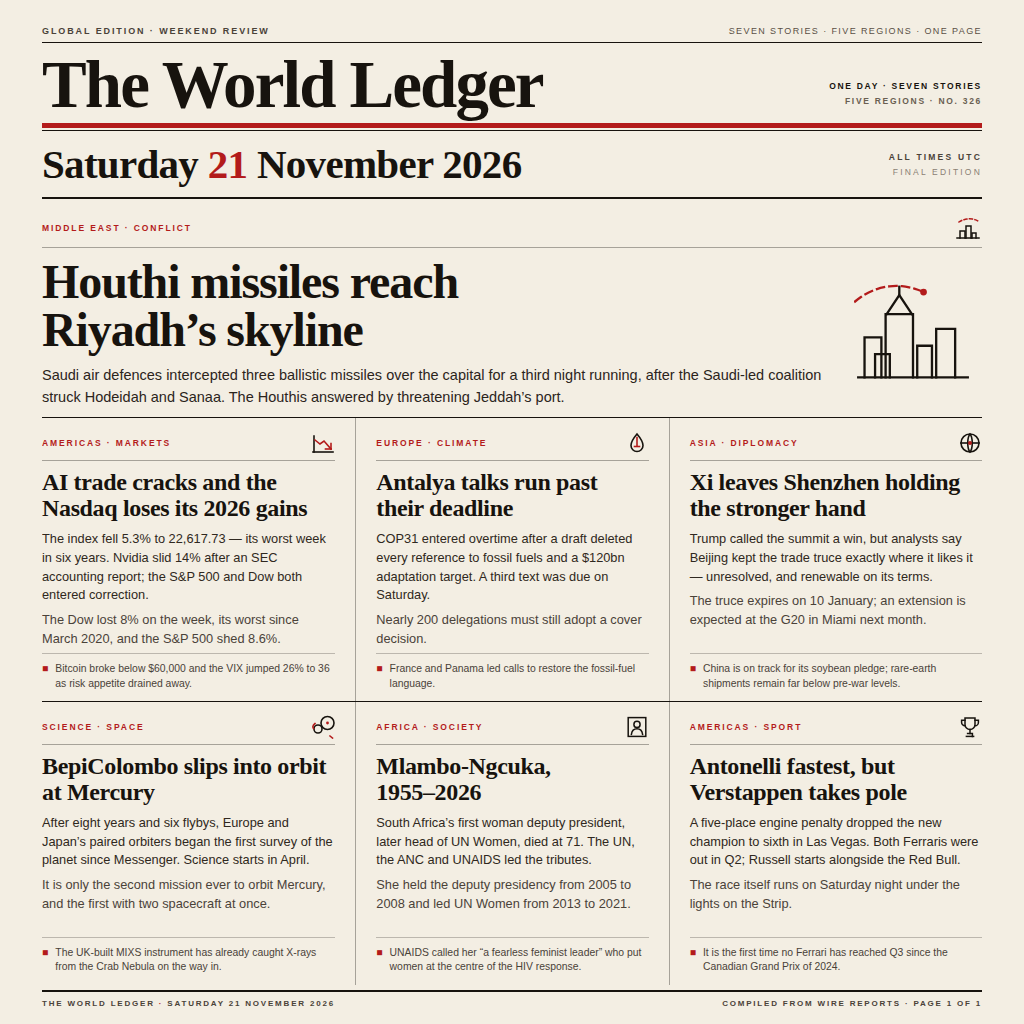 GLOBAL EDITION · WEEKEND REVIEW
SEVEN STORIES · FIVE REGIONS · ONE PAGE
The World Ledger
ONE DAY · SEVEN STORIES
FIVE REGIONS · NO. 326
Saturday 21 November 2026
ALL TIMES UTC
FINAL EDITION
MIDDLE EAST · CONFLICT
Houthi missiles reach
Riyadh’s skyline
Saudi air defences intercepted three ballistic missiles over the capital for a third night running, after the Saudi-led coalition
struck Hodeidah and Sanaa. The Houthis answered by threatening Jeddah’s port.
AMERICAS · MARKETS
AI trade cracks and the
Nasdaq loses its 2026 gains
The index fell 5.3% to 22,617.73 — its worst week
in six years. Nvidia slid 14% after an SEC
accounting report; the S&P 500 and Dow both
entered correction.
The Dow lost 8% on the week, its worst since
March 2020, and the S&P 500 shed 8.6%.
■ Bitcoin broke below $60,000 and the VIX jumped 26% to 36
as risk appetite drained away.
EUROPE · CLIMATE
Antalya talks run past
their deadline
COP31 entered overtime after a draft deleted
every reference to fossil fuels and a $120bn
adaptation target. A third text was due on
Saturday.
Nearly 200 delegations must still adopt a cover
decision.
■ France and Panama led calls to restore the fossil-fuel
language.
ASIA · DIPLOMACY
Xi leaves Shenzhen holding
the stronger hand
Trump called the summit a win, but analysts say
Beijing kept the trade truce exactly where it likes it
— unresolved, and renewable on its terms.
The truce expires on 10 January; an extension is
expected at the G20 in Miami next month.
■ China is on track for its soybean pledge; rare-earth
shipments remain far below pre-war levels.
SCIENCE · SPACE
BepiColombo slips into orbit
at Mercury
After eight years and six flybys, Europe and
Japan’s paired orbiters began the first survey of the
planet since Messenger. Science starts in April.
It is only the second mission ever to orbit Mercury,
and the first with two spacecraft at once.
■ The UK-built MIXS instrument has already caught X-rays
from the Crab Nebula on the way in.
AFRICA · SOCIETY
Mlambo-Ngcuka,
1955–2026
South Africa’s first woman deputy president,
later head of UN Women, died at 71. The UN,
the ANC and UNAIDS led the tributes.
She held the deputy presidency from 2005 to
2008 and led UN Women from 2013 to 2021.
■ UNAIDS called her “a fearless feminist leader” who put
women at the centre of the HIV response.
AMERICAS · SPORT
Antonelli fastest, but
Verstappen takes pole
A five-place engine penalty dropped the new
champion to sixth in Las Vegas. Both Ferraris were
out in Q2; Russell starts alongside the Red Bull.
The race itself runs on Saturday night under the
lights on the Strip.
■ It is the first time no Ferrari has reached Q3 since the
Canadian Grand Prix of 2024.
THE WORLD LEDGER · SATURDAY 21 NOVEMBER 2026
COMPILED FROM WIRE REPORTS · PAGE 1 OF 1